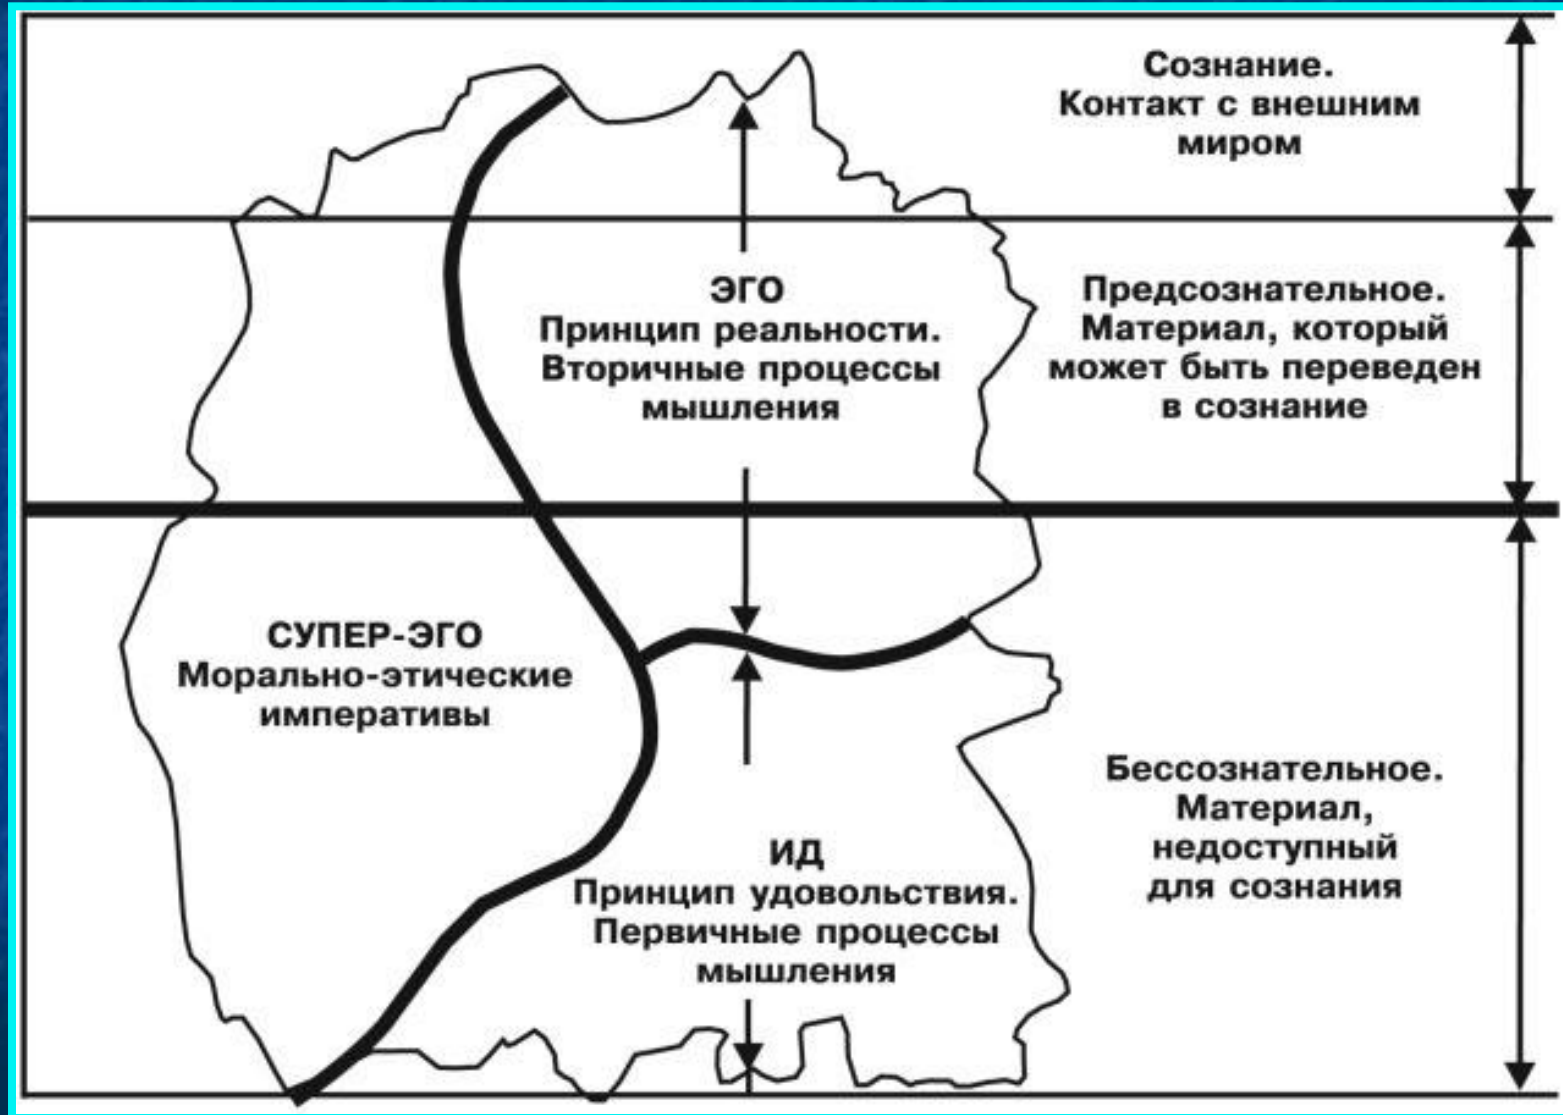 Сознание.
Контакт с внешним
миром
ЭГО
Принцип реальности.
Вторичные процессы
мышления
Предсознательное.
Материал, который
может быть переведен
в сознание
СУПЕР-ЭГО
Морально-этические
императивы
Бессознательное.
Материал,
недоступный
для сознания
ИД
Принцип удовольствия.
Первичные процессы
мышления